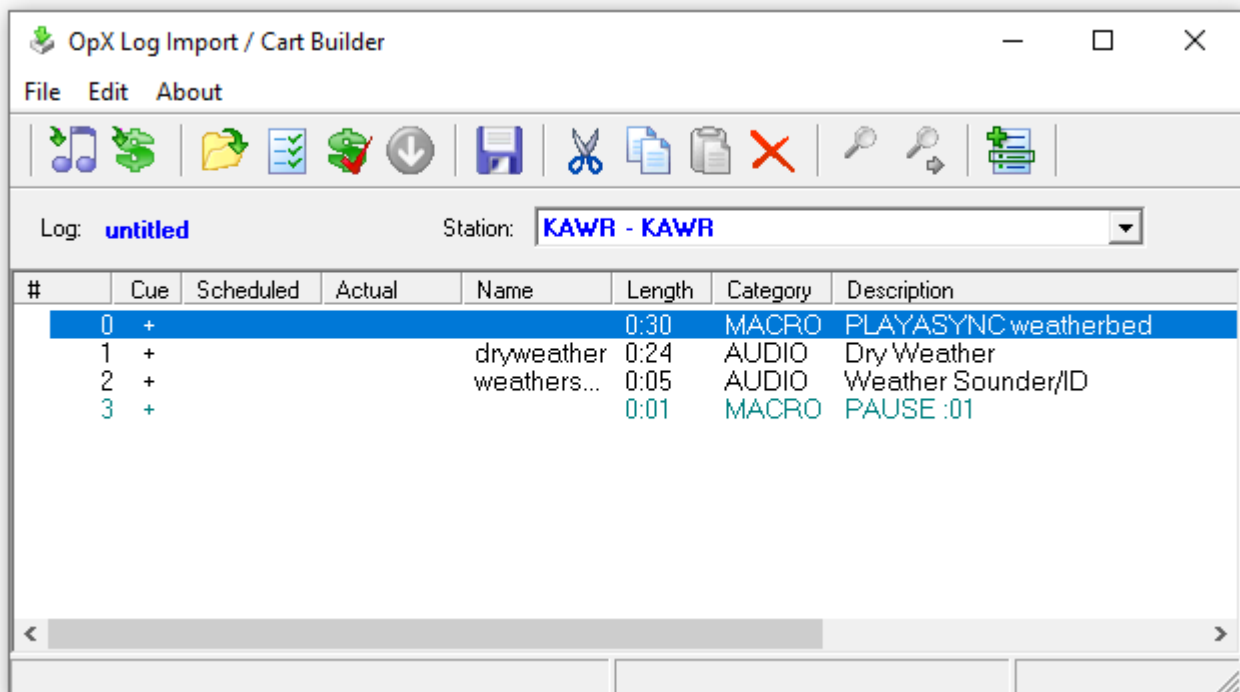 OpX Log Import / Cart Builder
File Edit About
Log: untitled Station: KAWR - KAWR
# Cue Scheduled Actual Name Length Category Description
0 + 0:30 MACRO PLAYASYNC weatherbed
1 + dryweather 0:24 AUDIO Dry Weather
2 + weathers... 0:05 AUDIO Weather Sounder/ID
3 + 0:01 MACRO PAUSE :01